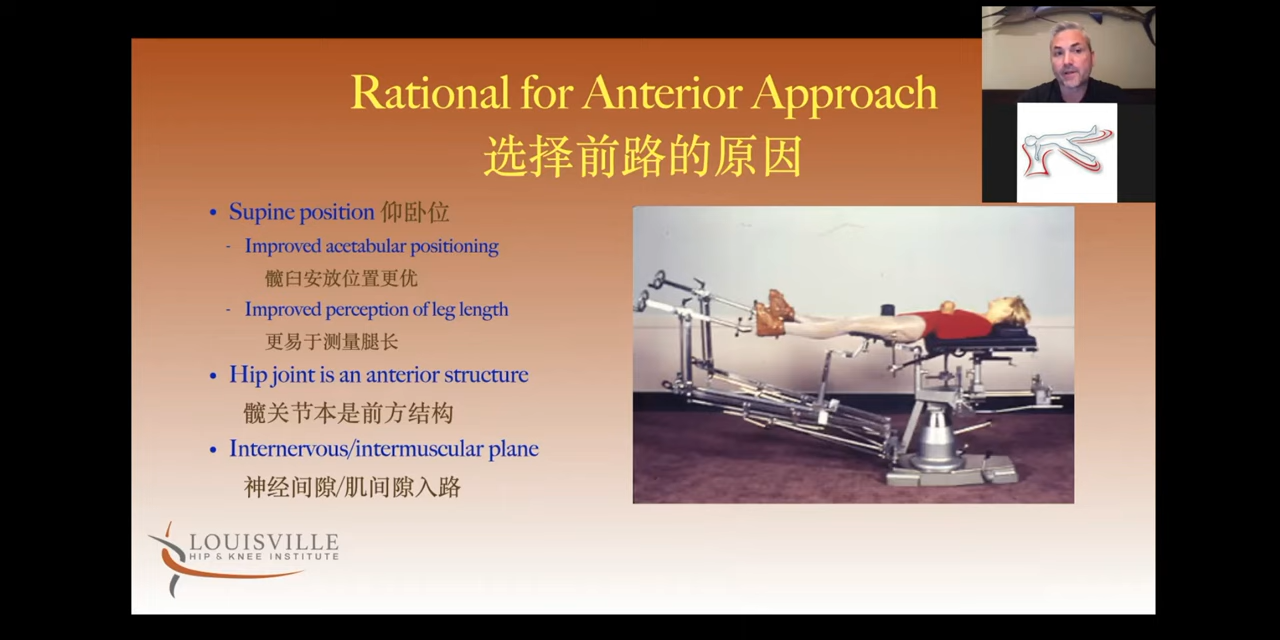 Rational for Anterior Approach
选择前路的原因
• Supine position 仰卧位
- Improved acetabular positioning
髋臼安放位置更优
- Improved perception of leg length
更易于测量腿长
• Hip joint is an anterior structure
髋关节本是前方结构
• Internervous/intermuscular plane
神经间隙/肌间隙入路
LOUISVILLE
HIP & KNEE INSTITUTE